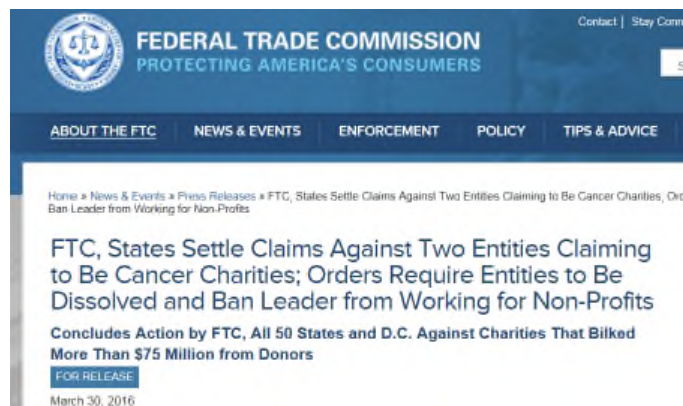 Contact | Stay
FEDERAL TRADE COMMISSION
PROTECTING AMERICA'S CONSUMERS
ABOUT THE FTC NEWS & EVENTS ENFORCEMENT POLICY TIPS & ADVICE
Home » News & Events » Press Releases » FTC, States Settle Claims Against Two Entities Claiming to Be Cancer Charities;
Ban Leader from Working for Non-Profits
FTC, States Settle Claims Against Two Entities Claiming
to Be Cancer Charities; Orders Require Entities to Be
Dissolved and Ban Leader from Working for Non-Profits
Concludes Action by FTC, All 50 States and D.C. Against Charities That Bilked
More Than $75 Million from Donors
FOR RELEASE
March 30, 2016